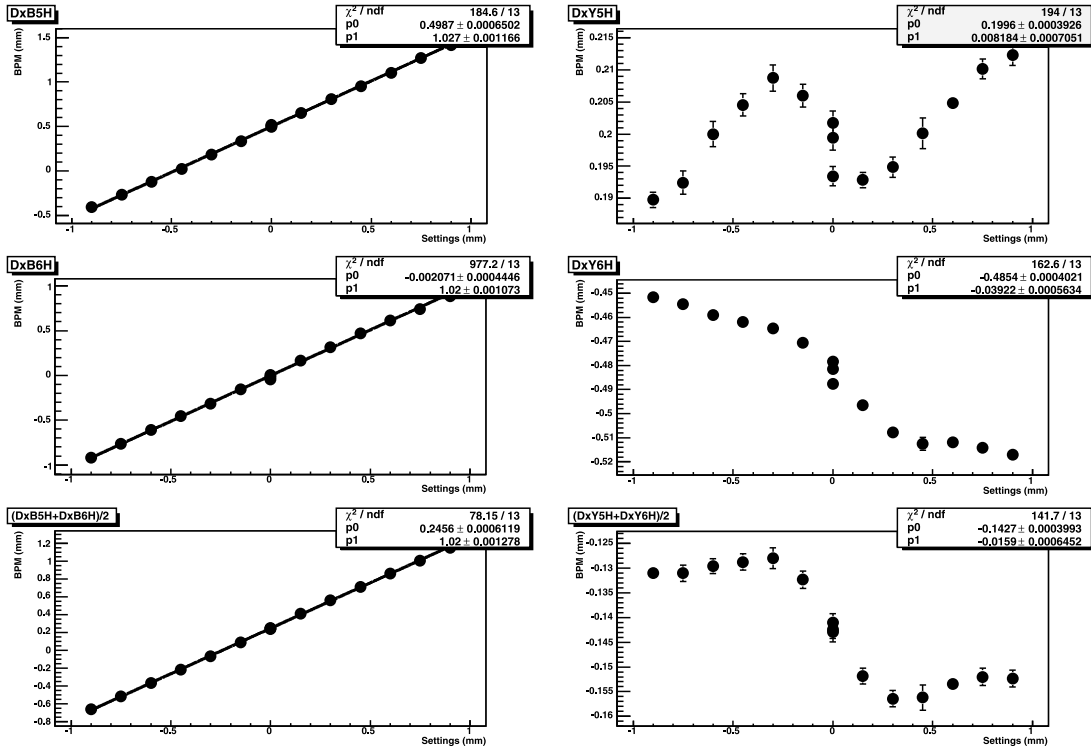 DxB5H
χ² / ndf 184.6 / 13
p0 0.4987 ± 0.0006502
p1 1.027 ± 0.001166
BPM (mm)
1.5
1
0.5
0
-0.5
-1 -0.5 0 0.5 1
Settings (mm)
DxY5H
χ² / ndf 194 / 13
p0 0.1996 ± 0.0003926
p1 0.008184 ± 0.0007051
BPM (mm)
0.215
0.21
0.205
0.2
0.195
0.19
-1 -0.5 0 0.5 1
Settings (mm)
DxB6H
χ² / ndf 977.2 / 13
p0 -0.002071 ± 0.0004446
p1 1.02 ± 0.001073
BPM (mm)
1
0.5
0
-0.5
-1
-1 -0.5 0 0.5 1
Settings (mm)
DxY6H
χ² / ndf 162.6 / 13
p0 -0.4854 ± 0.0004021
p1 -0.03922 ± 0.0005634
BPM (mm)
-0.45
-0.46
-0.47
-0.48
-0.49
-0.5
-0.51
-0.52
-1 -0.5 0 0.5 1
Settings (mm)
(DxB5H+DxB6H)/2
χ² / ndf 78.15 / 13
p0 0.2456 ± 0.0006119
p1 1.02 ± 0.001278
BPM (mm)
1.2
1
0.8
0.6
0.4
0.2
0
-0.2
-0.4
-0.6
-0.8
-1 -0.5 0 0.5 1
Settings (mm)
(DxY5H+DxY6H)/2
χ² / ndf 141.7 / 13
p0 -0.1427 ± 0.0003993
p1 -0.0159 ± 0.0006452
BPM (mm)
-0.125
-0.13
-0.135
-0.14
-0.145
-0.15
-0.155
-0.16
-1 -0.5 0 0.5 1
Settings (mm)